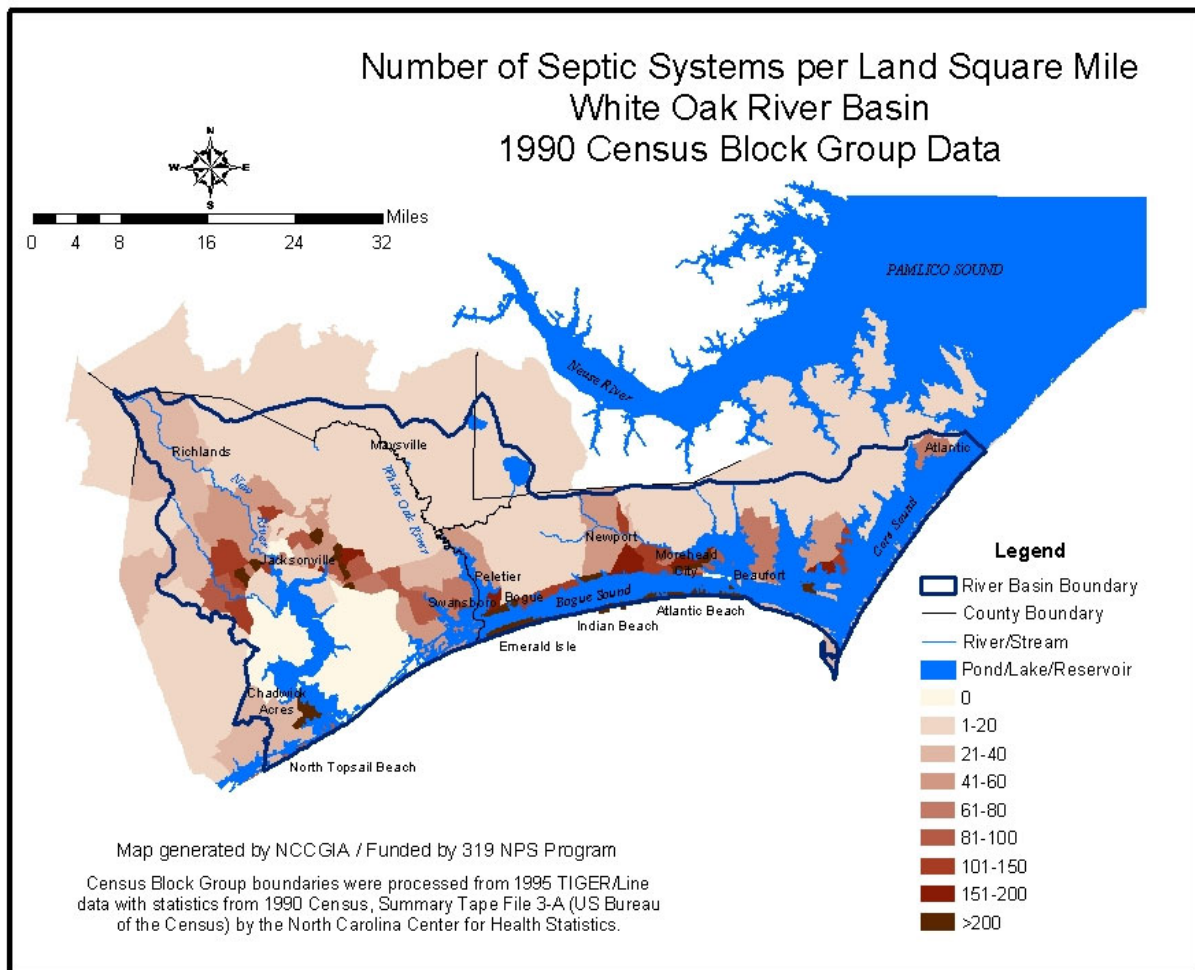 Number of Septic Systems per Land Square Mile
White Oak River Basin
1990 Census Block Group Data
N
W
E
S
Miles
0 4 8 16 24 32
PAMLICO SOUND
Neuse River
Richlands
Maysville
Atlantic
New River
White Oak River
Core Sound
Newport
Jacksonville
Morehead City
Peletier
Beaufort
Swansboro
Bogue
Bogue Sound
Atlantic Beach
Indian Beach
Emerald Isle
Chadwick Acres
North Topsail Beach
Legend
River Basin Boundary
County Boundary
River/Stream
Pond/Lake/Reservoir
0
1-20
21-40
41-60
61-80
81-100
101-150
151-200
>200
Map generated by NCCGIA / Funded by 319 NPS Program
Census Block Group boundaries were processed from 1995 TIGER/Line
data with statistics from 1990 Census, Summary Tape File 3-A (US Bureau
of the Census) by the North Carolina Center for Health Statistics.